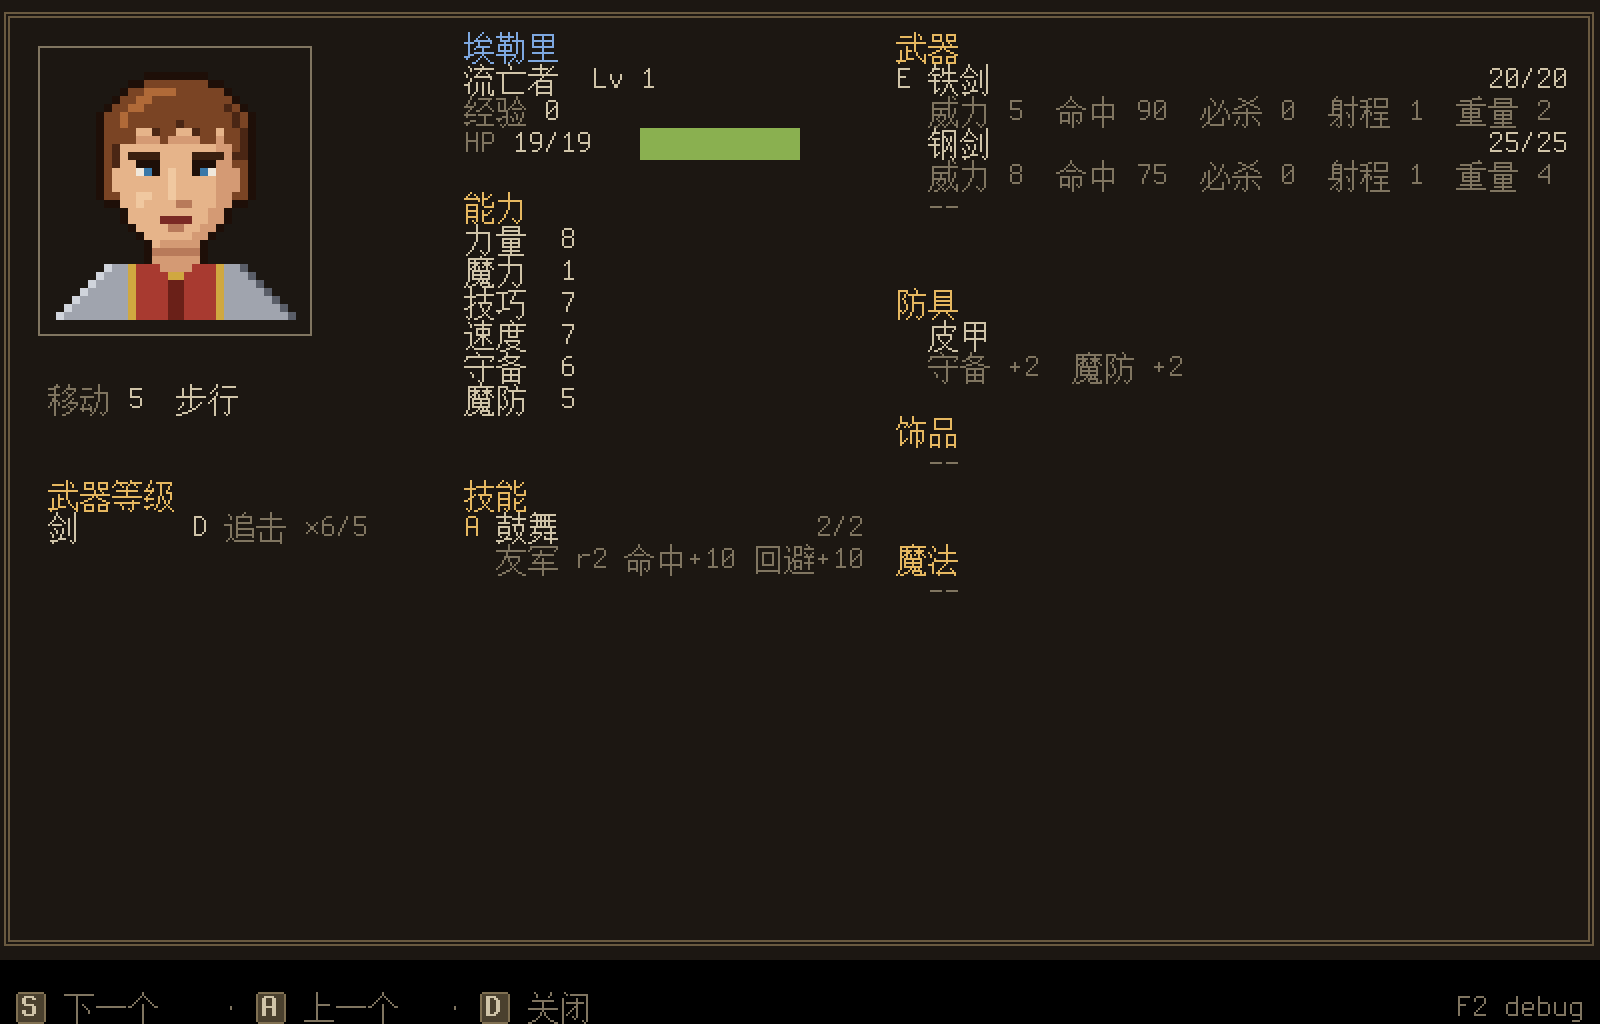 埃勒里
流亡者 Lv 1
经验 0
HP 19/19
能力
力量 8
魔力 1
技巧 7
速度 7
守备 6
魔防 5
移动 5 步行
武器等级
剑 D 追击 ×6/5
技能
A 鼓舞 2/2
友军 r2 命中+10 回避+10
武器
E 铁剑 20/20
威力 5 命中 90 必杀 0 射程 1 重量 2
钢剑 25/25
威力 8 命中 75 必杀 0 射程 1 重量 4
--
防具
皮甲
守备 +2 魔防 +2
饰品
--
魔法
--
S 下一个 · A 上一个 · D 关闭
F2 debug